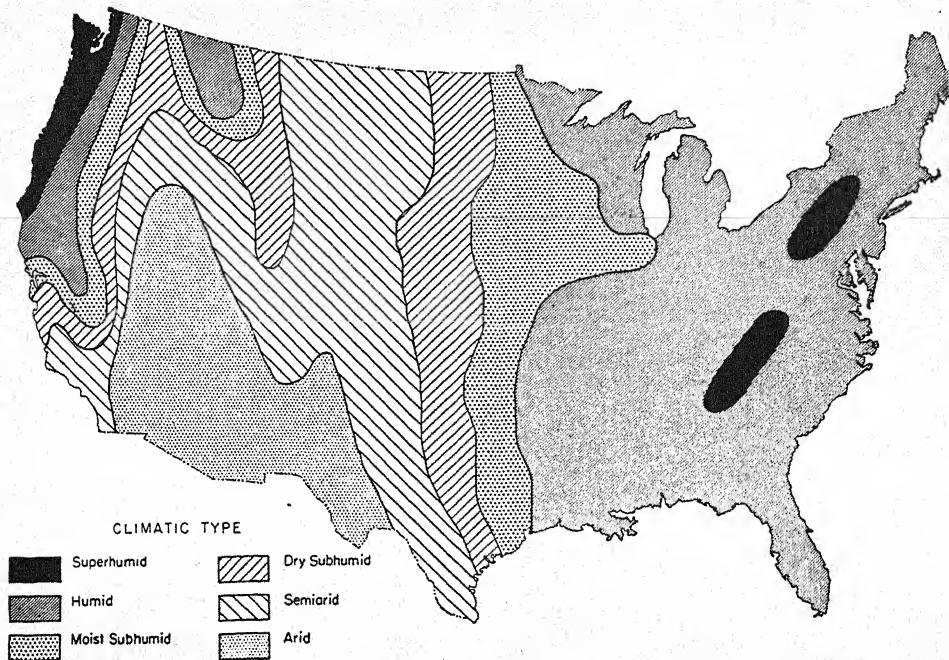 CLIMATIC TYPE
Superhumid
Humid
Moist Subhumid
Dry Subhumid
Semiarid
Arid